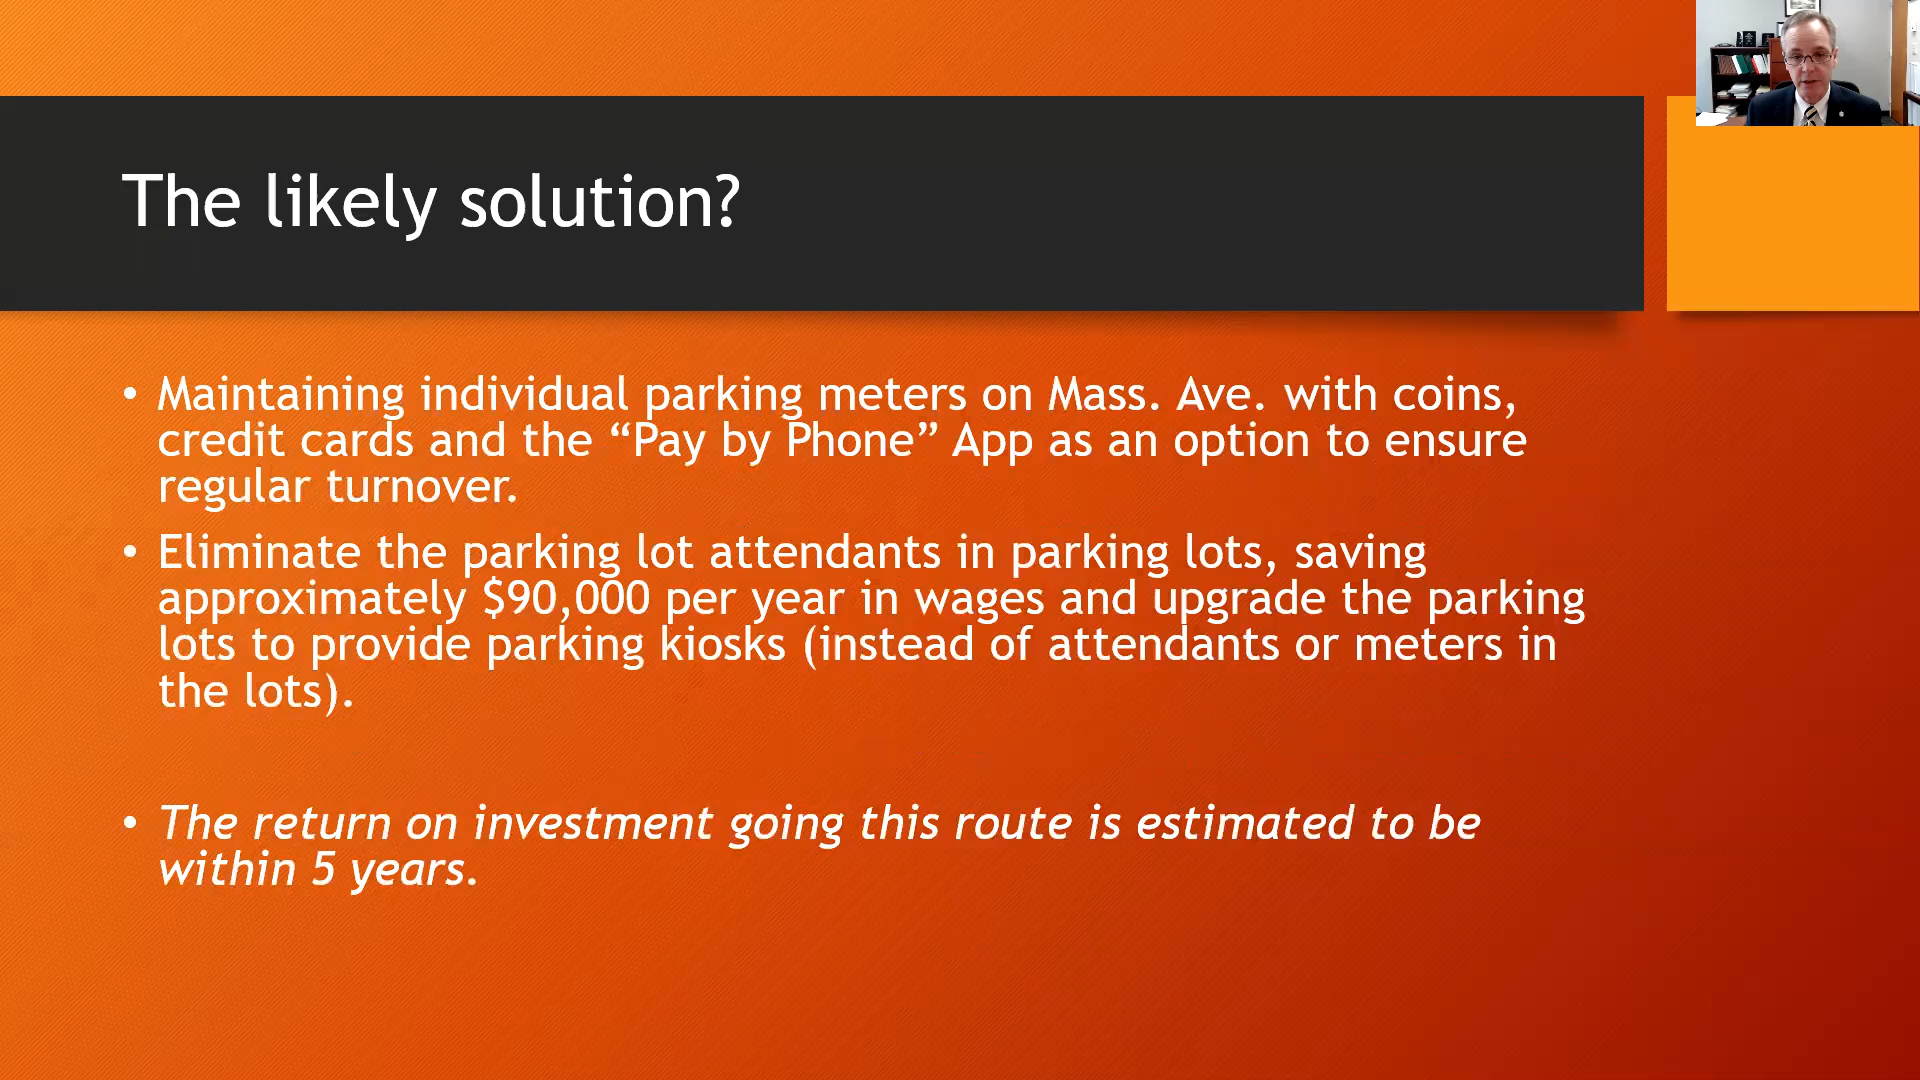 The likely solution?
• Maintaining individual parking meters on Mass. Ave. with coins,
credit cards and the “Pay by Phone” App as an option to ensure
regular turnover.
• Eliminate the parking lot attendants in parking lots, saving
approximately $90,000 per year in wages and upgrade the parking
lots to provide parking kiosks (instead of attendants or meters in
the lots).
• The return on investment going this route is estimated to be
within 5 years.